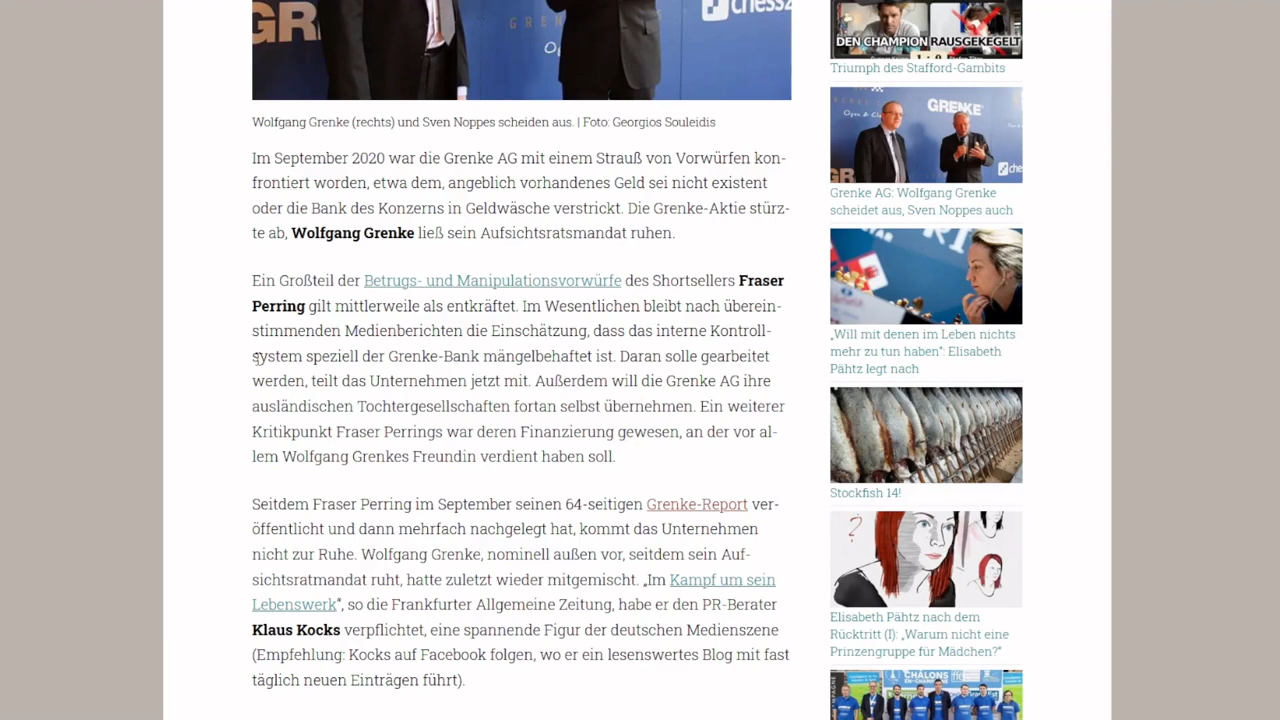 GR
GR
Op
chess2
Wolfgang Grenke (rechts) und Sven Noppes scheiden aus. | Foto: Georgios Souleidis
Im September 2020 war die Grenke AG mit einem Strauß von Vorwürfen kon-
frontiert worden, etwa dem, angeblich vorhandenes Geld sei nicht existent
oder die Bank des Konzerns in Geldwäsche verstrickt. Die Grenke-Aktie stürz-
te ab, Wolfgang Grenke ließ sein Aufsichtsratsmandat ruhen.
Ein Großteil der Betrugs- und Manipulationsvorwürfe des Shortsellers Fraser
Perring gilt mittlerweile als entkräftet. Im Wesentlichen bleibt nach überein-
stimmenden Medienberichten die Einschätzung, dass das interne Kontroll-
system speziell der Grenke-Bank mängelbehaftet ist. Daran solle gearbeitet
werden, teilt das Unternehmen jetzt mit. Außerdem will die Grenke AG ihre
ausländischen Tochtergesellschaften fortan selbst übernehmen. Ein weiterer
Kritikpunkt Fraser Perrings war deren Finanzierung gewesen, an der vor al-
lem Wolfgang Grenkes Freundin verdient haben soll.
Seitdem Fraser Perring im September seinen 64-seitigen Grenke-Report ver-
öffentlicht und dann mehrfach nachgelegt hat, kommt das Unternehmen
nicht zur Ruhe. Wolfgang Grenke, nominell außen vor, seitdem sein Auf-
sichtsratmandat ruht, hatte zuletzt wieder mitgemischt. „Im Kampf um sein
Lebenswerk“, so die Frankfurter Allgemeine Zeitung, habe er den PR-Berater
Klaus Kocks verpflichtet, eine spannende Figur der deutschen Medienszene
(Empfehlung: Kocks auf Facebook folgen, wo er ein lesenswertes Blog mit fast
täglich neuen Einträgen führt).
DEN CHAMPION RAUSGEKEGELT
Triumph des Stafford-Gambits
GRENKE
Open & Cl
GR
chess
Grenke AG: Wolfgang Grenke
scheidet aus, Sven Noppes auch
„Will mit denen im Leben nichts
mehr zu tun haben“: Elisabeth
Pähtz legt nach
Stockfish 14!
?
Elisabeth Pähtz nach dem
Rücktritt (I): „Warum nicht eine
Prinzengruppe für Mädchen?“
CHÂLONS
EN-CHAMPAGNE